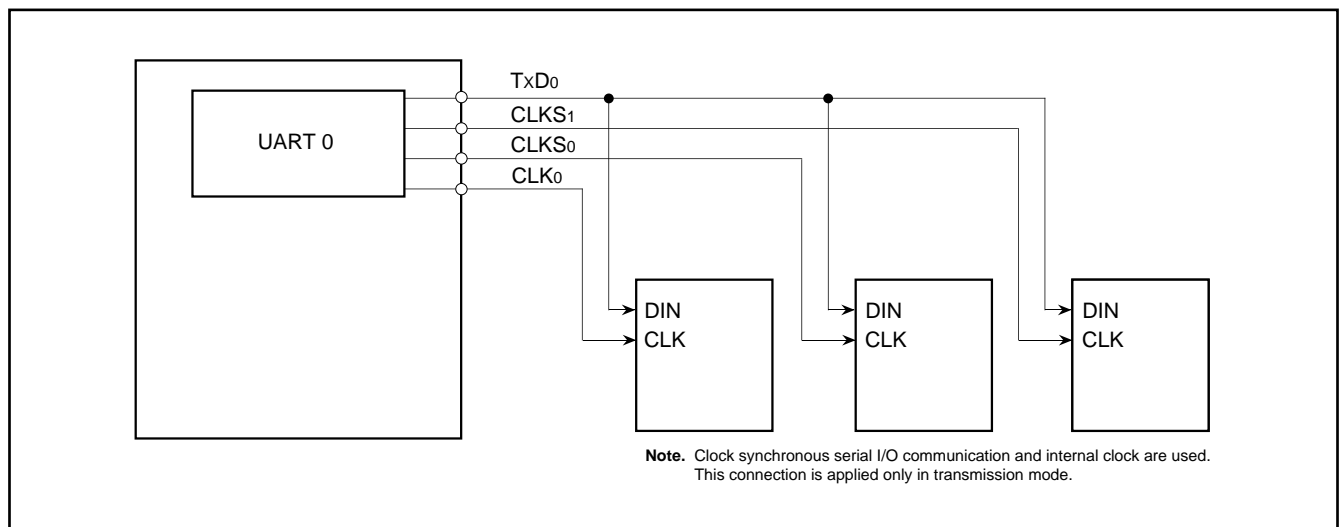 TxD0
CLKS1
UART 0
CLKS0
CLK0
DIN
CLK
DIN
CLK
DIN
CLK
Note. Clock synchronous serial I/O communication and internal clock are used.
This connection is applied only in transmission mode.